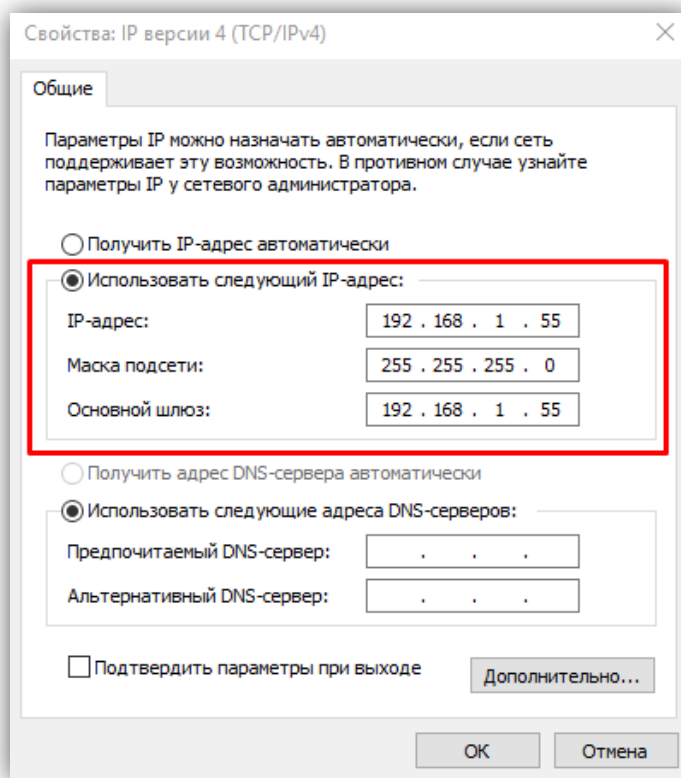 Свойства: IP версии 4 (TCP/IPv4)
Общие
Параметры IP можно назначать автоматически, если сеть
поддерживает эту возможность. В противном случае узнайте
параметры IP у сетевого администратора.
Получить IP-адрес автоматически
Использовать следующий IP-адрес:
IP-адрес: 192 . 168 . 1 . 55
Маска подсети: 255 . 255 . 255 . 0
Основной шлюз: 192 . 168 . 1 . 55
Получить адрес DNS-сервера автоматически
Использовать следующие адреса DNS-серверов:
Предпочитаемый DNS-сервер: . . .
Альтернативный DNS-сервер: . . .
Подтвердить параметры при выходе
Дополнительно...
ОК Отмена